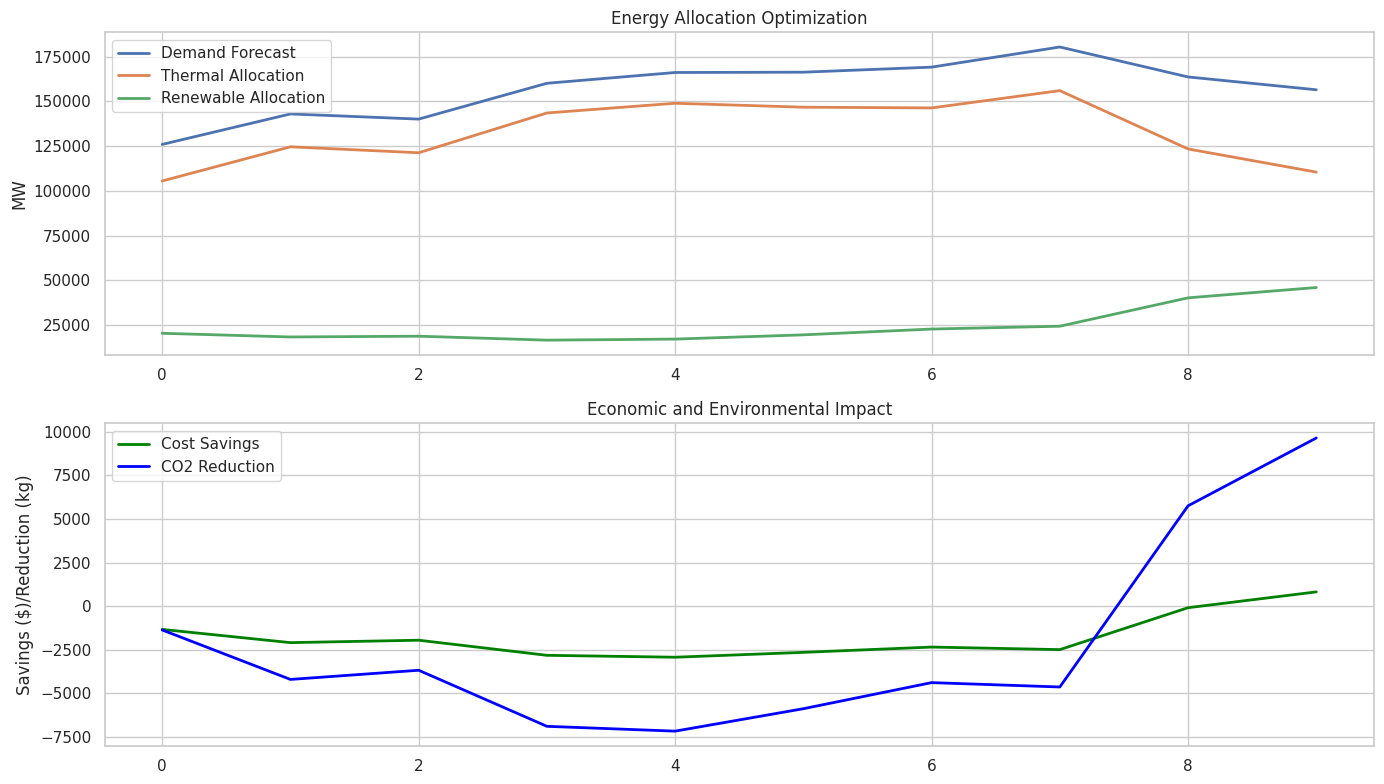 Energy Allocation Optimization
Demand Forecast
Thermal Allocation
Renewable Allocation
175000
150000
125000
100000
75000
50000
25000
MW
0 2 4 6 8
Economic and Environmental Impact
Cost Savings
CO2 Reduction
10000
7500
5000
2500
0
−2500
−5000
−7500
Savings ($)/Reduction (kg)
0 2 4 6 8